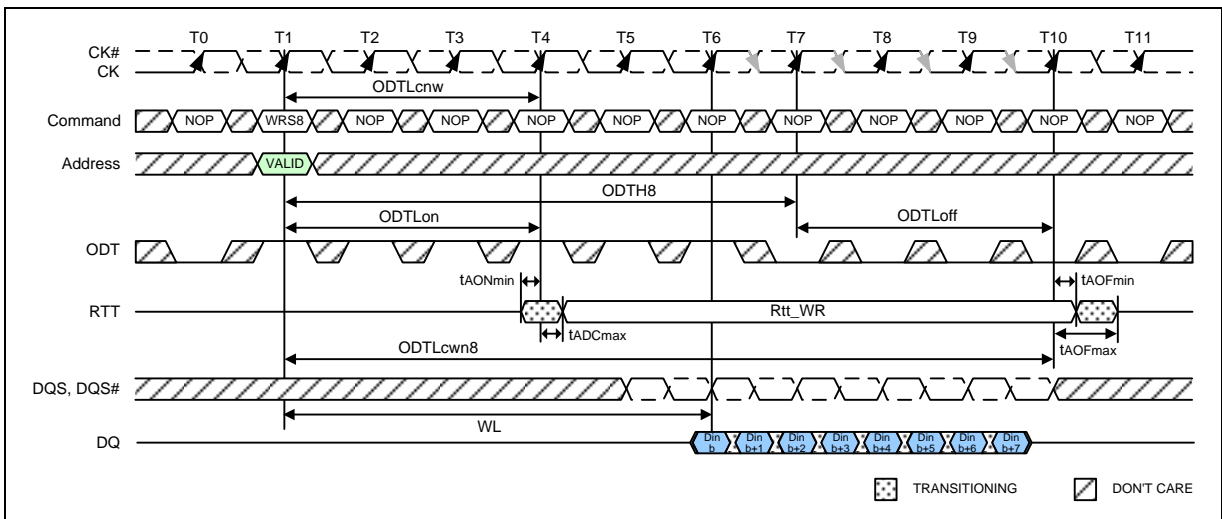 T0 T1 T2 T3 T4 T5 T6 T7 T8 T9 T10 T11
CK#
CK
ODTLcnw
Command NOP WRS8 NOP NOP NOP NOP NOP NOP NOP NOP NOP NOP
Address VALID
ODTH8
ODTLon ODTLoff
ODT
tAONmin tAOFmin
RTT Rtt_WR
tADCmax tAOFmax
ODTLcwn8
DQS, DQS#
WL
DQ Din b Din b+1 Din b+2 Din b+3 Din b+4 Din b+5 Din b+6 Din b+7
TRANSITIONING DON'T CARE